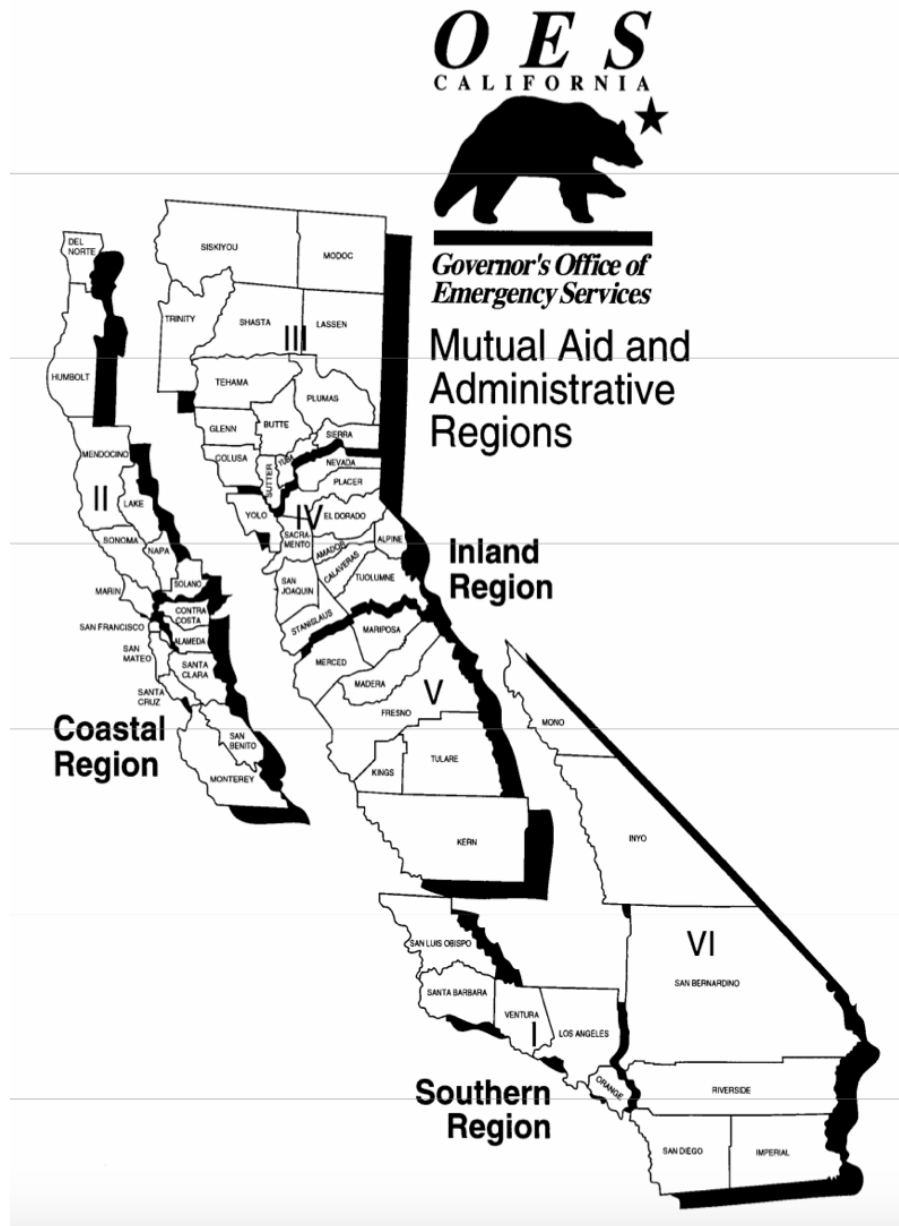 OES
CALIFORNIA
Governor's Office of
Emergency Services
Mutual Aid and
Administrative
Regions
DEL
NORTE
SISKIYOU
MODOC
TRINITY
SHASTA
LASSEN
III
HUMBOLT
TEHAMA
PLUMAS
GLENN
BUTTE
SIERRA
MENDOCINO
COLUSA
SUTTER
YUBA
NEVADA
PLACER
II
LAKE
YOLO
IV
EL DORADO
SONOMA
NAPA
SACRA-
MENTO
AMADOR
ALPINE
Inland
Region
MARIN
SOLANO
SAN
JOAQUIN
CALAVERAS
TUOLUMNE
CONTRA
COSTA
SAN FRANCISCO
ALAMEDA
STANISLAUS
MARIPOSA
SAN
MATEO
SANTA
CLARA
MERCED
MADERA
V
SANTA
CRUZ
FRESNO
MONO
Coastal
Region
SAN
BENITO
MONTEREY
KINGS
TULARE
KERN
INYO
SAN LUIS OBISPO
VI
SAN BERNARDINO
SANTA BARBARA
VENTURA
I
LOS ANGELES
ORANGE
RIVERSIDE
Southern
Region
SAN DIEGO
IMPERIAL